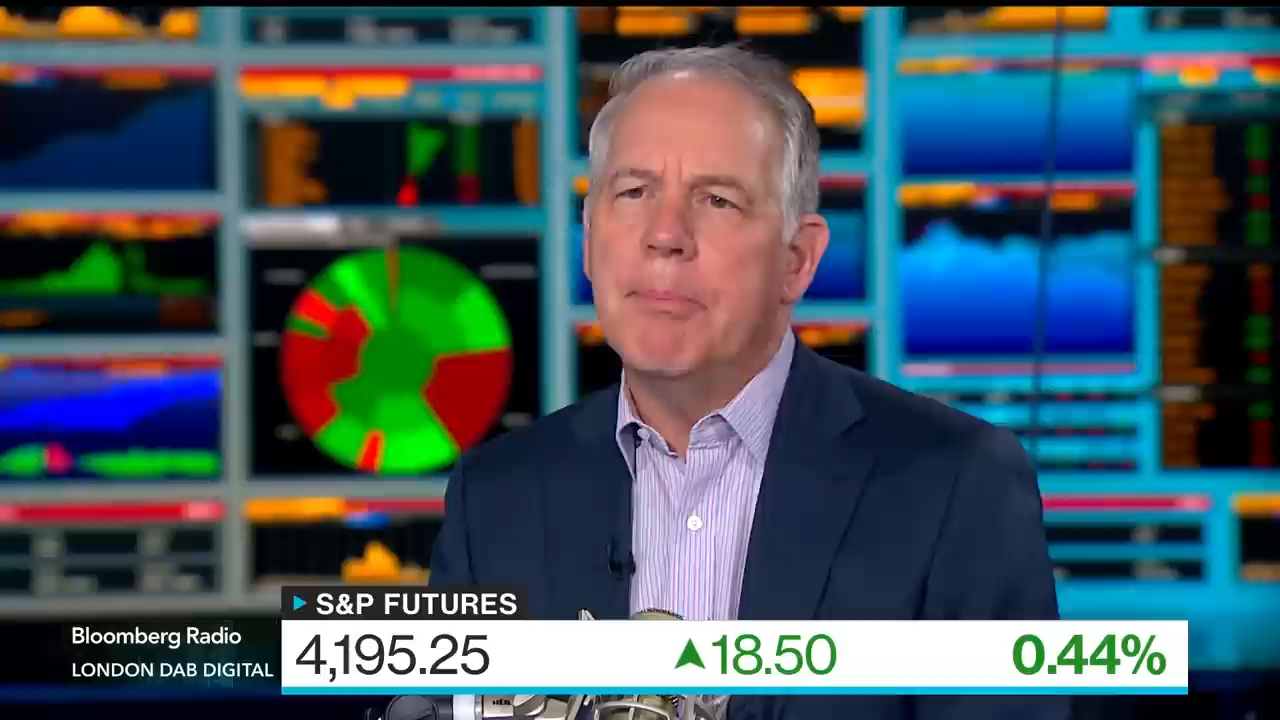 S&P FUTURES
Bloomberg Radio
LONDON DAB DIGITAL
4,195.25 ▲18.50 0.44%